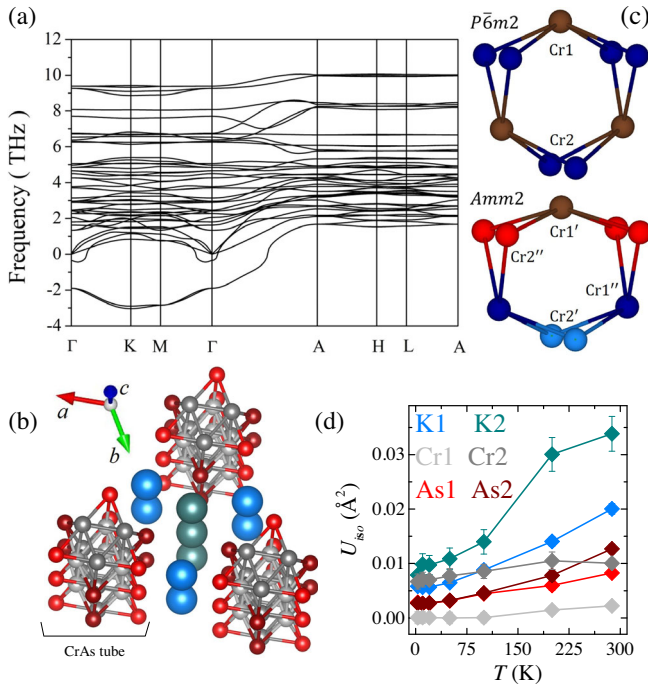 (a)
Frequency ( THz)
12
10
8
6
4
2
0
-2
-4
Γ K M Γ A H L A
(c)
P6̄m2
Cr1
Cr2
Amm2
Cr1′
Cr2′′
Cr1′′
Cr2′
(b)
a
c
b
CrAs tube
(d)
K1 K2
Cr1 Cr2
As1 As2
U_iso (Å²)
0.03
0.02
0.01
0.00
0 75 150 225 300
T (K)